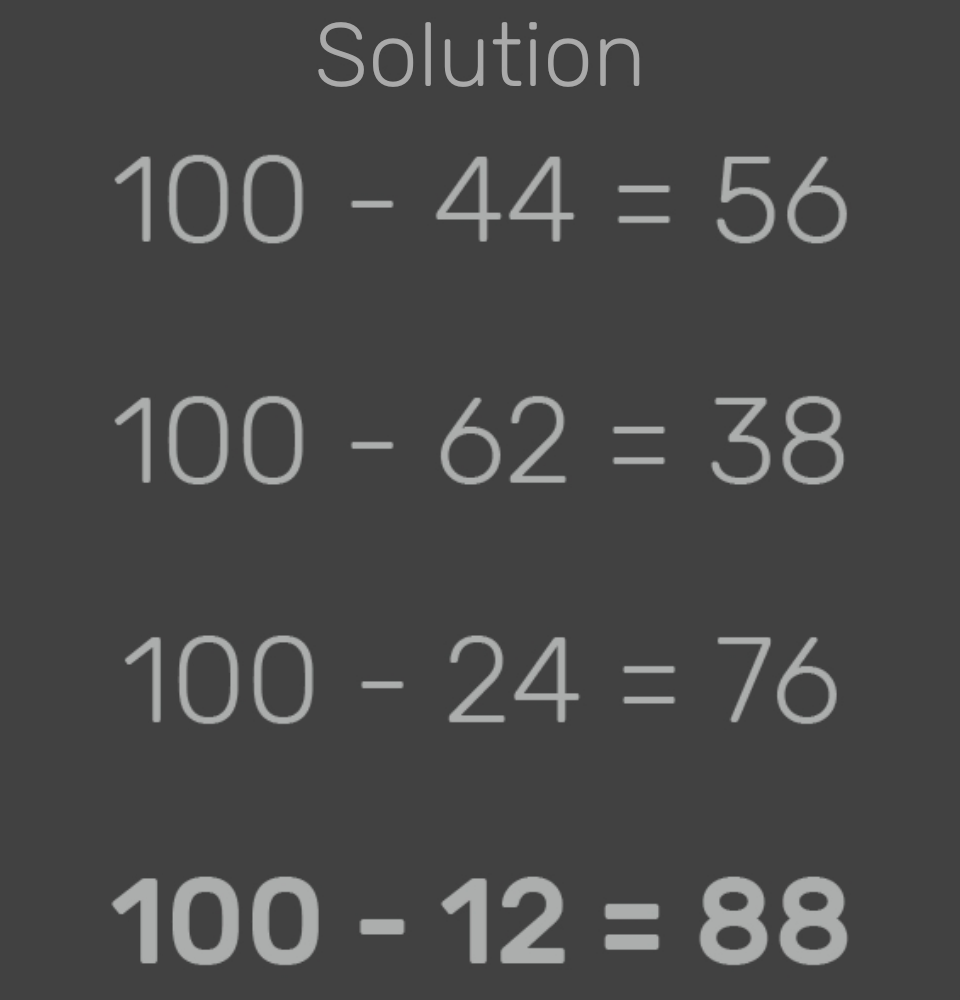 Solution
100 - 44 = 56
100 - 62 = 38
100 - 24 = 76
100 - 12 = 88